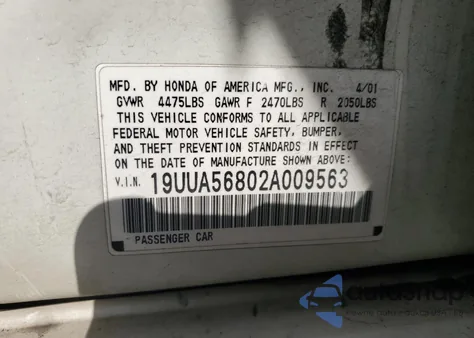 MFD. BY HONDA OF AMERICA MFG., INC. 4/01
GVWR 4475LBS GAWR F 2470LBS R 2050LBS
THIS VEHICLE CONFORMS TO ALL APPLICABLE
FEDERAL MOTOR VEHICLE SAFETY, BUMPER,
AND THEFT PREVENTION STANDARDS IN EFFECT
ON THE DATE OF MANUFACTURE SHOWN ABOVE.
V.I.N. 19UUA56802A009563
PASSENGER CAR
autosnap